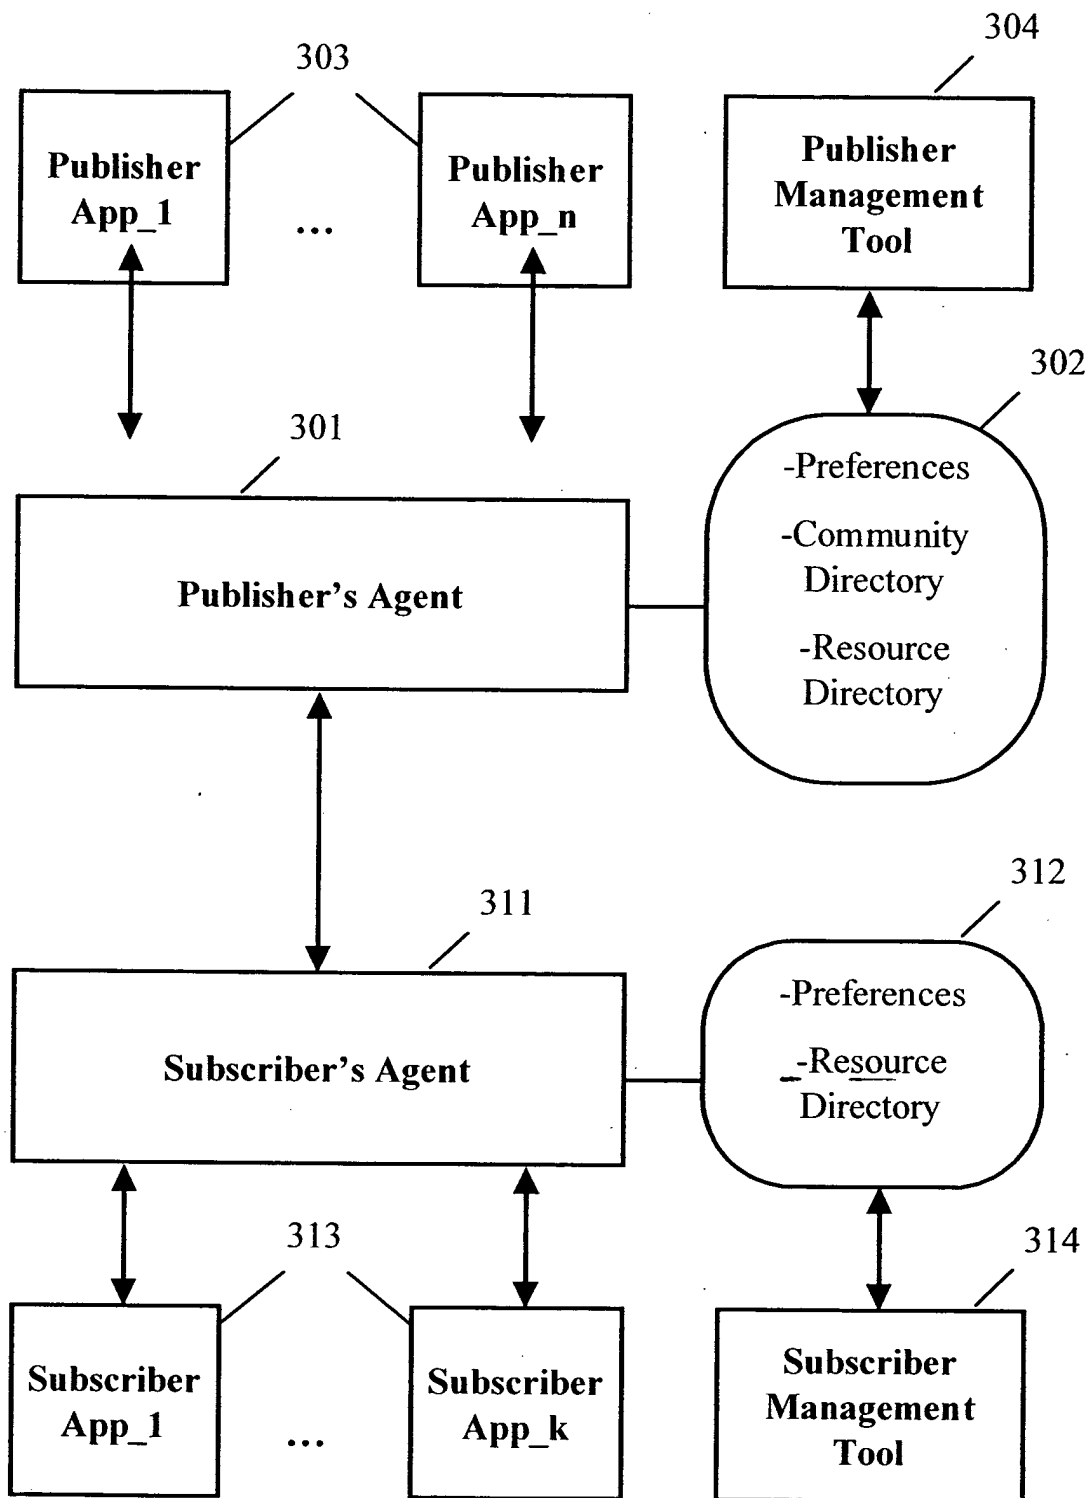 304
303
Publisher
App_1
...
Publisher
App_n
Publisher
Management
Tool
302
301
-Preferences
-Community
Directory
-Resource
Directory
Publisher's Agent
312
311
-Preferences
-Resource
Directory
Subscriber's Agent
313
314
Subscriber
App_1
...
Subscriber
App_k
Subscriber
Management
Tool